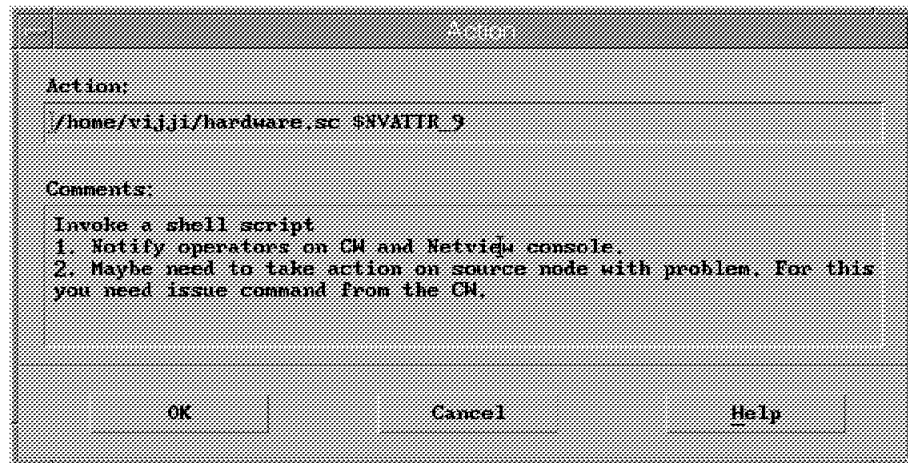 Action
Action:
/home/vijji/hardware.sc $NVATTR_9
Comments:
Invoke a shell script
1. Notify operators on CW and Netview console.
2. Maybe need to take action on source node with problem. For this
you need issue command from the CW.
OK Cancel Help